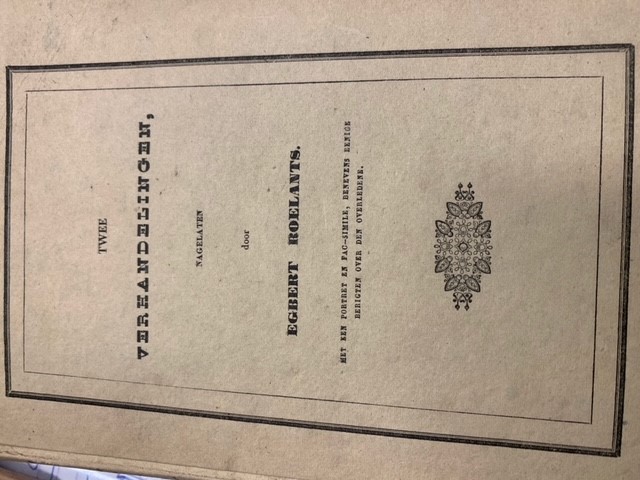 TWEE
VERHANDELINGEN,
NAGELATEN
door
EGBERT ROELANTS.
MET EEN PORTRET EN FAC-SIMILE, BENEVENS EENIGE
BERIGTEN OVER DEN OVERLEDENE.